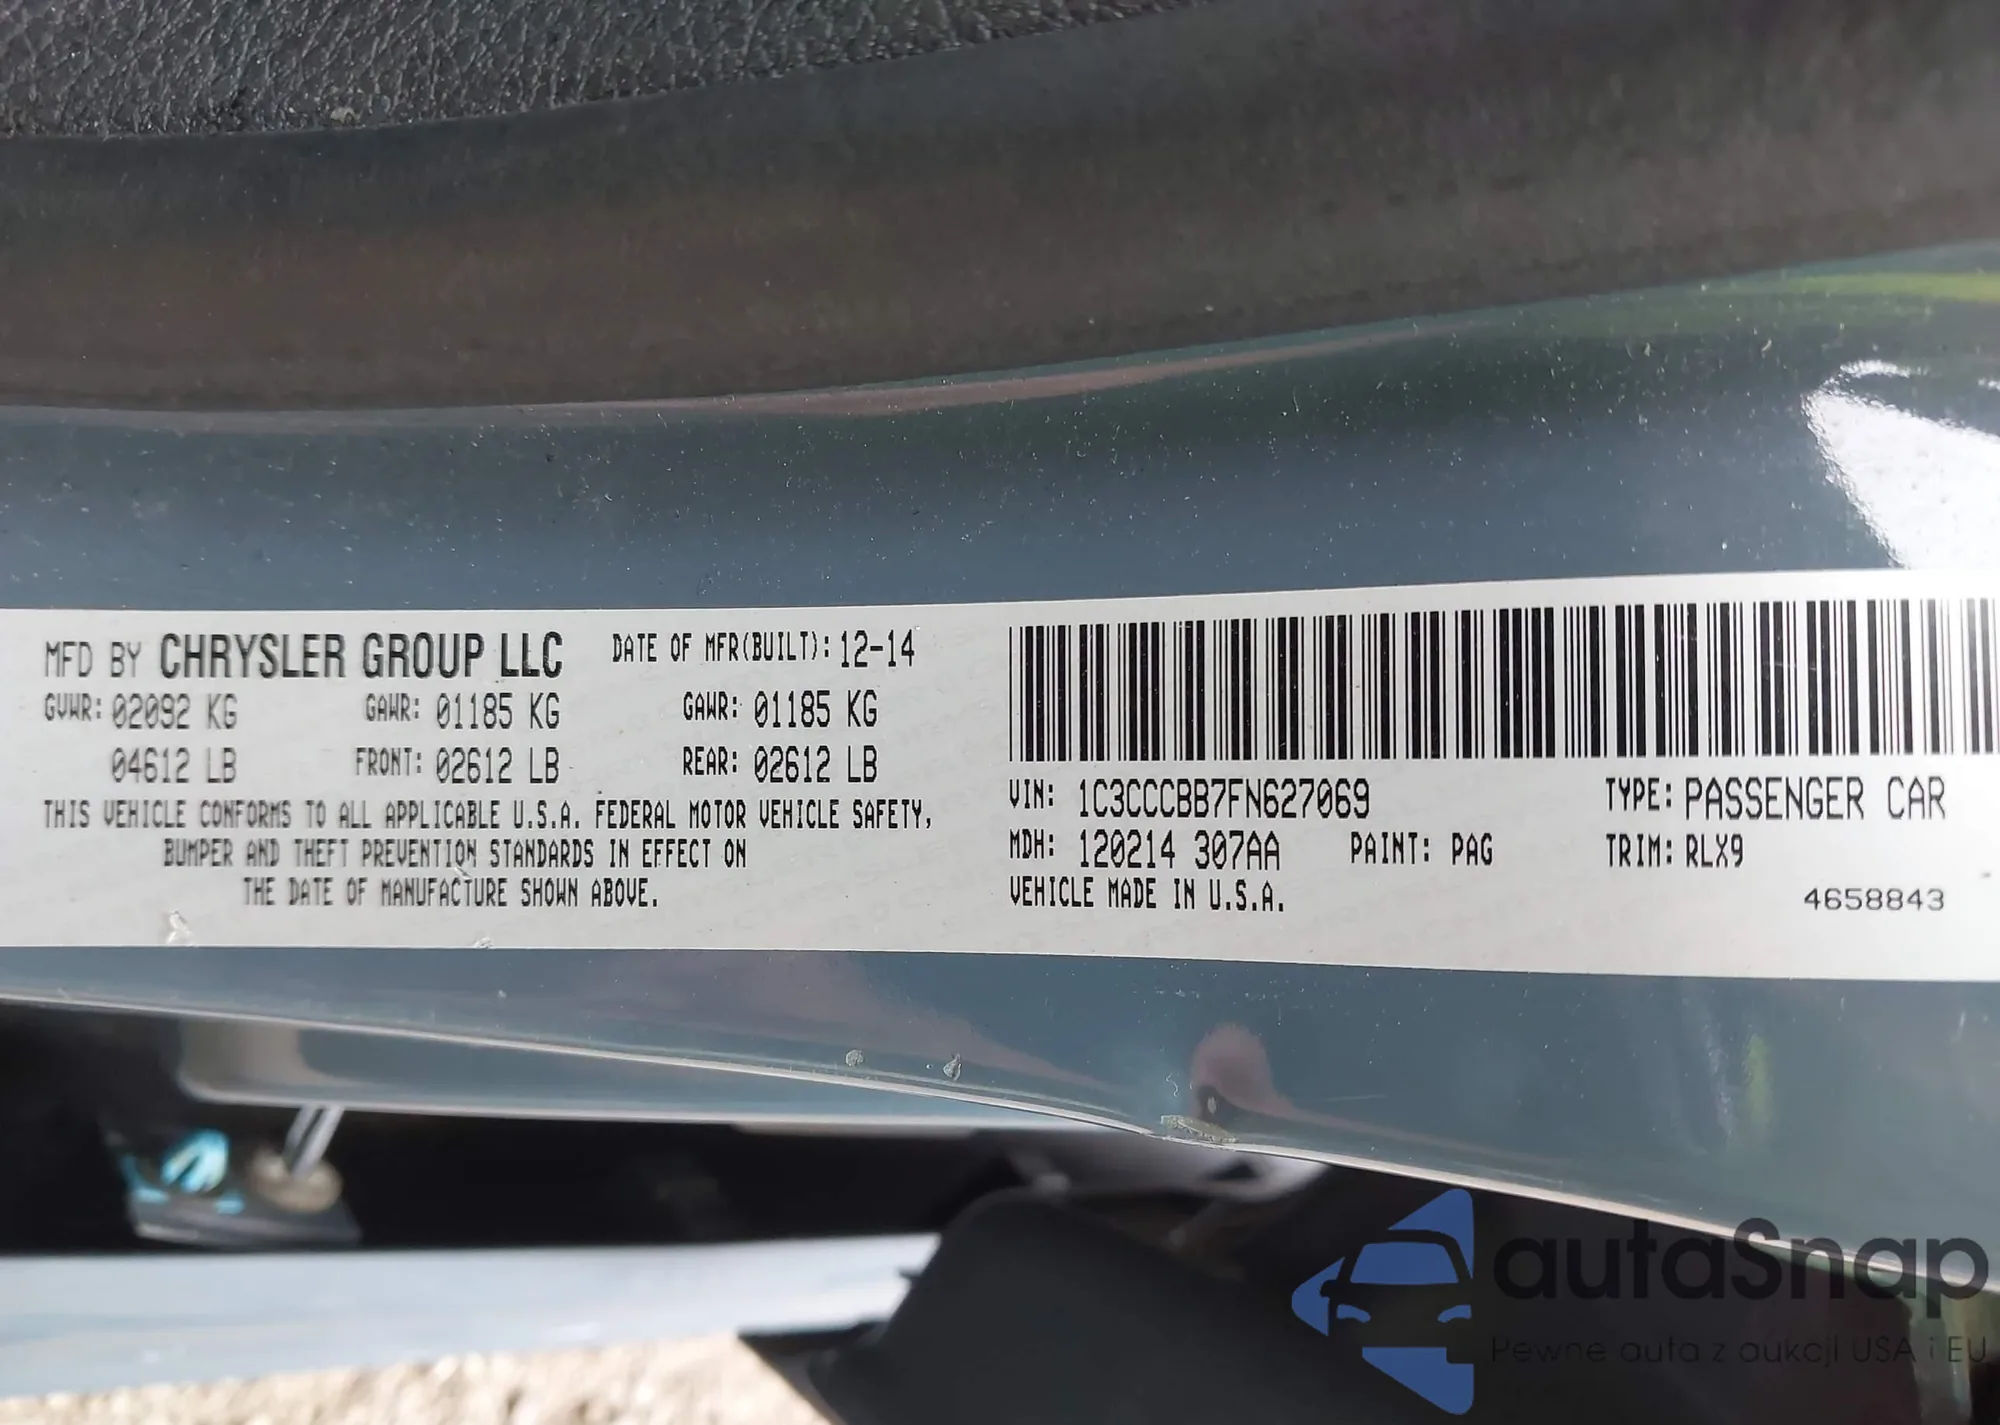 MFD BY CHRYSLER GROUP LLC DATE OF MFR(BUILT): 12-14
GVWR: 02092 KG GAWR: 01185 KG GAWR: 01185 KG
04612 LB FRONT: 02612 LB REAR: 02612 LB
THIS VEHICLE CONFORMS TO ALL APPLICABLE U.S.A. FEDERAL MOTOR VEHICLE SAFETY,
BUMPER AND THEFT PREVENTION STANDARDS IN EFFECT ON
THE DATE OF MANUFACTURE SHOWN ABOVE.
VIN: 1C3CCCBB7FN627069 TYPE: PASSENGER CAR
MDH: 120214 307AA PAINT: PAG TRIM: RLX9
VEHICLE MADE IN U.S.A.
4658843
autaSnap
Pewne auta z aukcji USA i EU